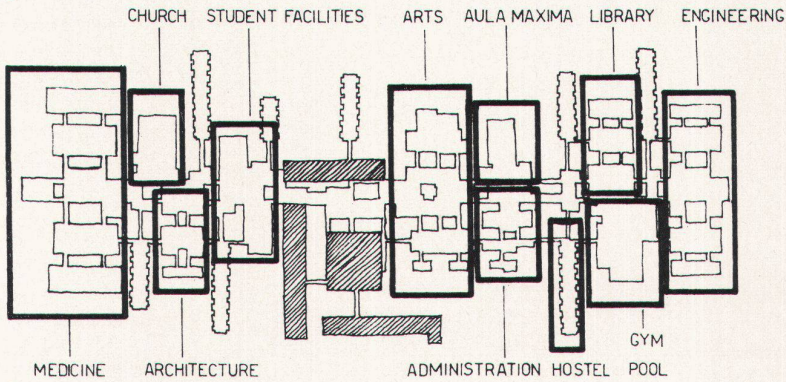 CHURCH STUDENT FACILITIES ARTS AULA MAXIMA LIBRARY ENGINEERING
GYM
MEDICINE ARCHITECTURE ADMINISTRATION HOSTEL POOL